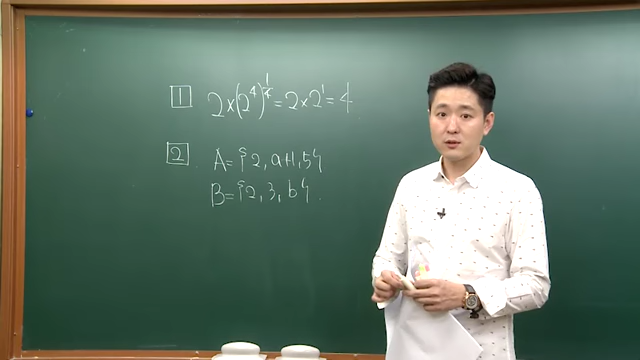 1 2×(2⁴)^{1/4}=2×2¹=4
2 A={2, a+1, 5}
B={2, 3, b}